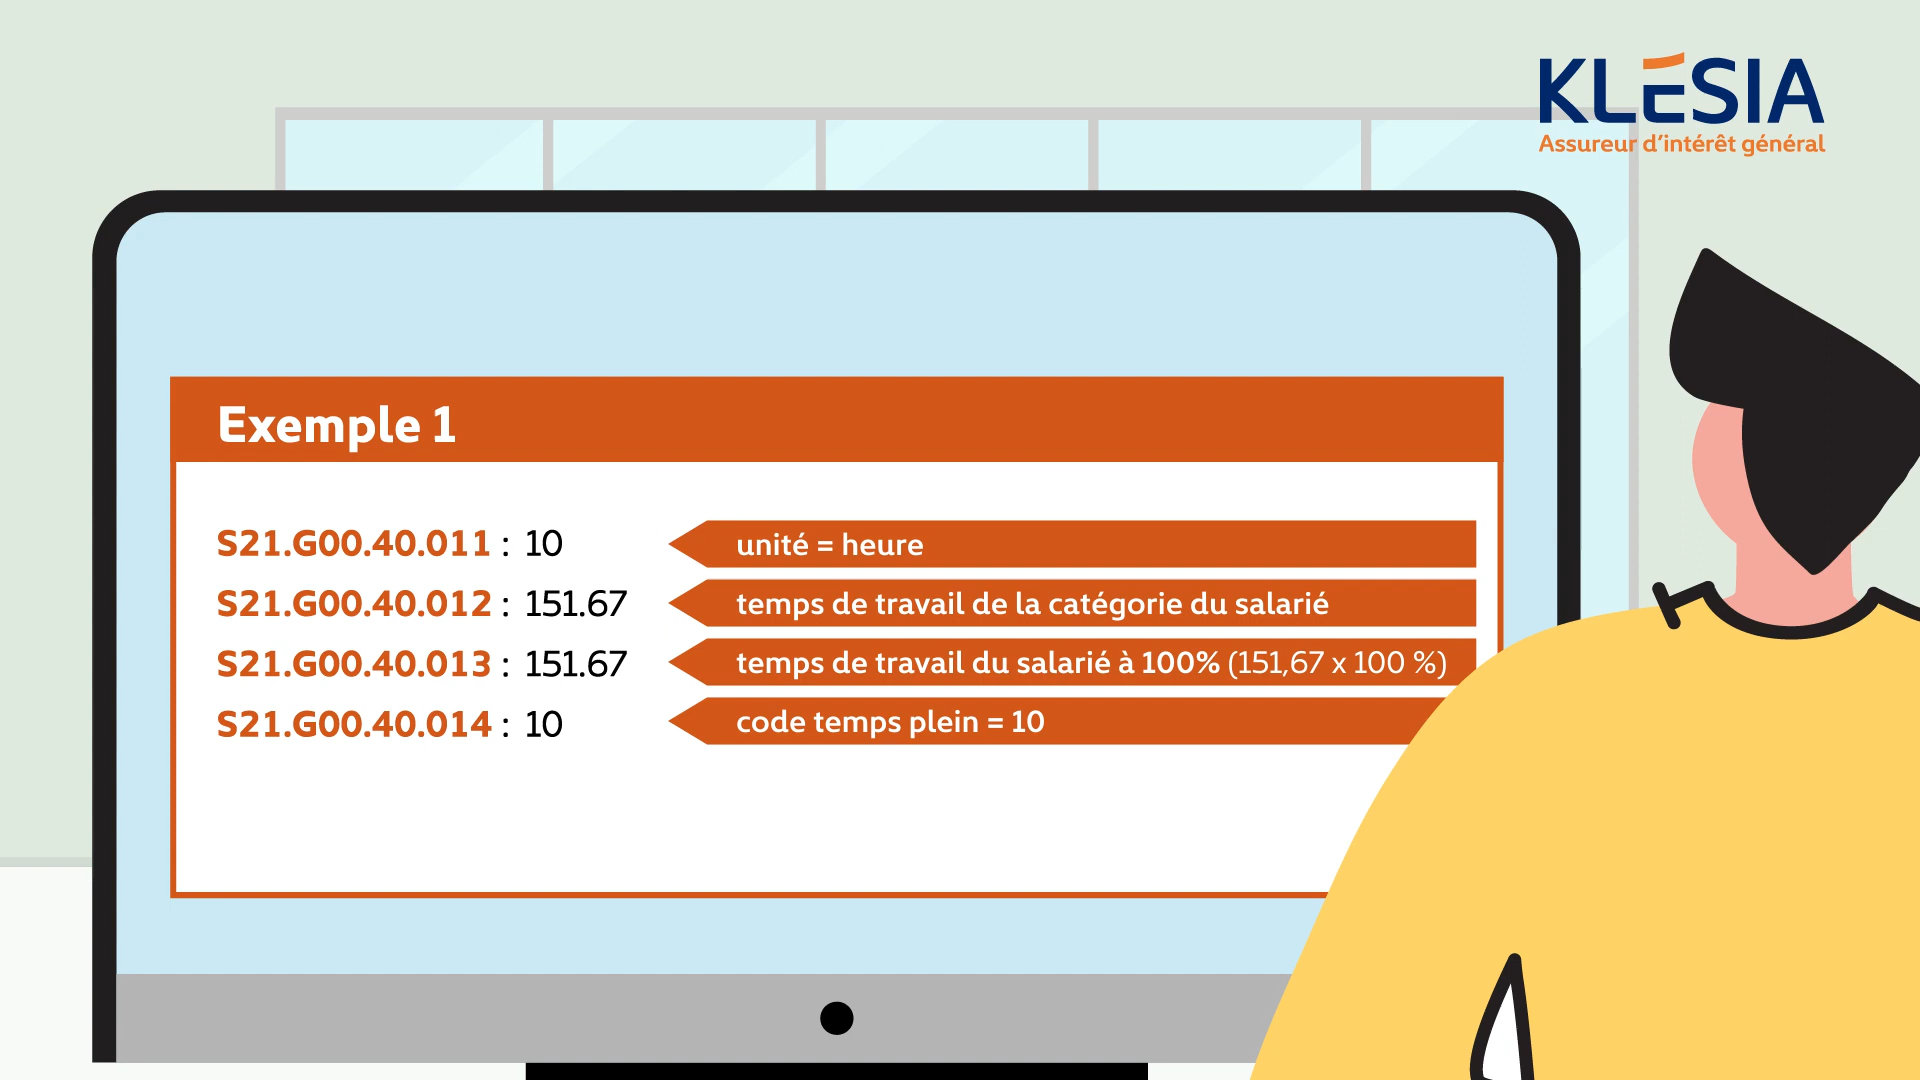 KLESIA
Assureur d'intérêt général
Exemple 1
S21.G00.40.011 : 10 unité = heure
S21.G00.40.012 : 151.67 temps de travail de la catégorie du salarié
S21.G00.40.013 : 151.67 temps de travail du salarié à 100% (151,67 x 100 %)
S21.G00.40.014 : 10 code temps plein = 10